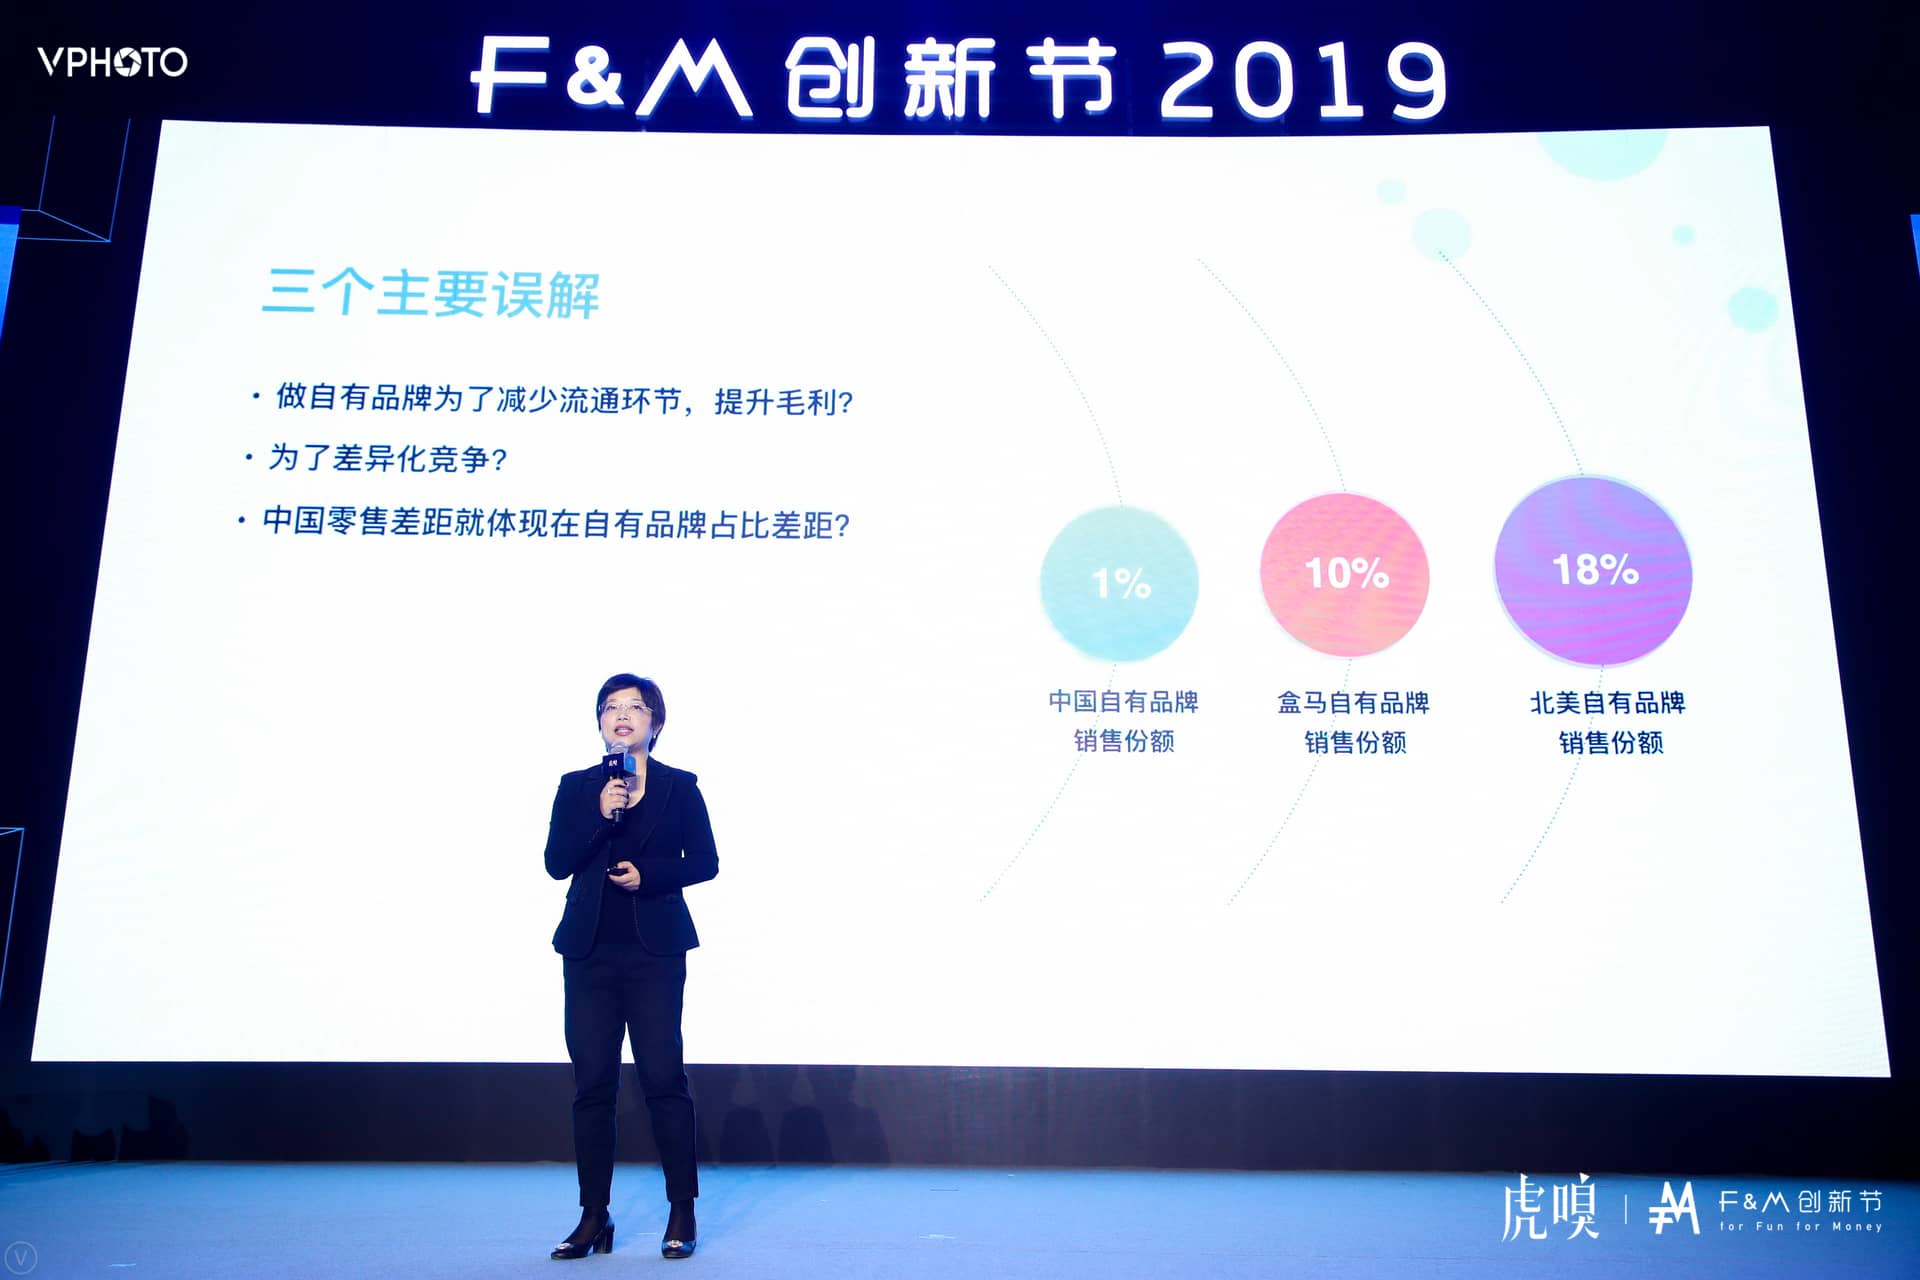 VPHOTO
F&M 创新节 2019
三个主要误解
· 做自有品牌为了减少流通环节，提升毛利?
· 为了差异化竞争?
· 中国零售差距就体现在自有品牌占比差距?
1%
10%
18%
中国自有品牌
销售份额
盒马自有品牌
销售份额
北美自有品牌
销售份额
虎嗅
F&M 创新节
for Fun for Money
V